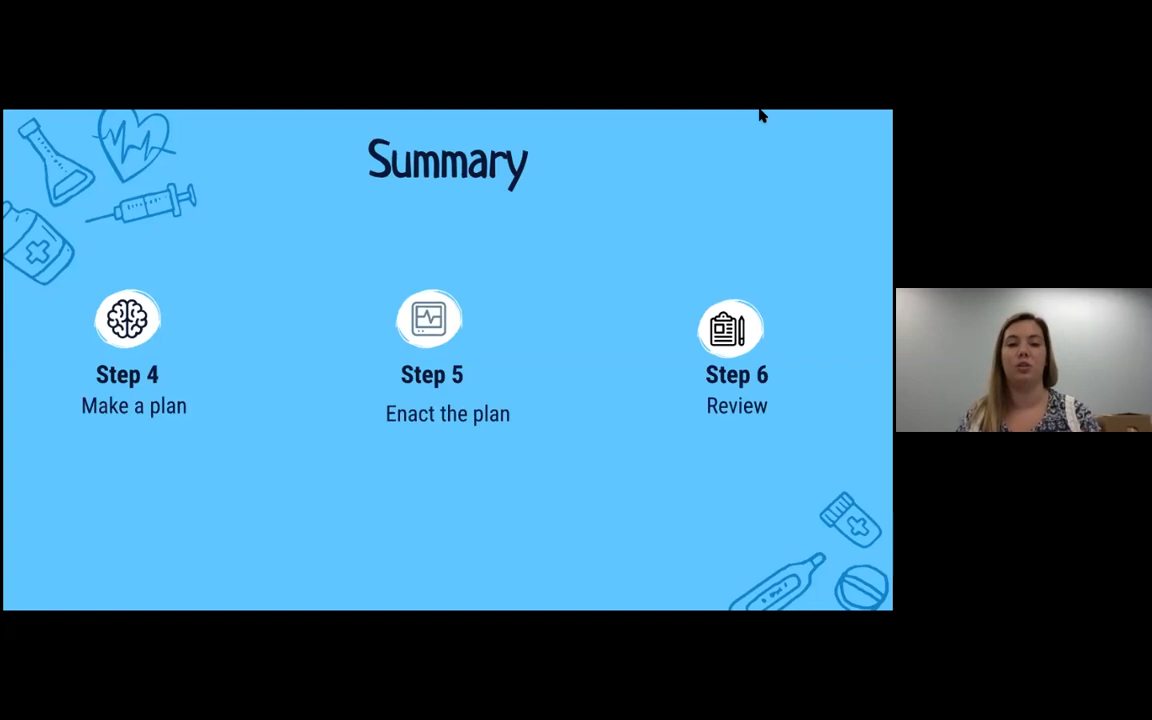 Summary
Step 4
Make a plan
Step 5
Enact the plan
Step 6
Review